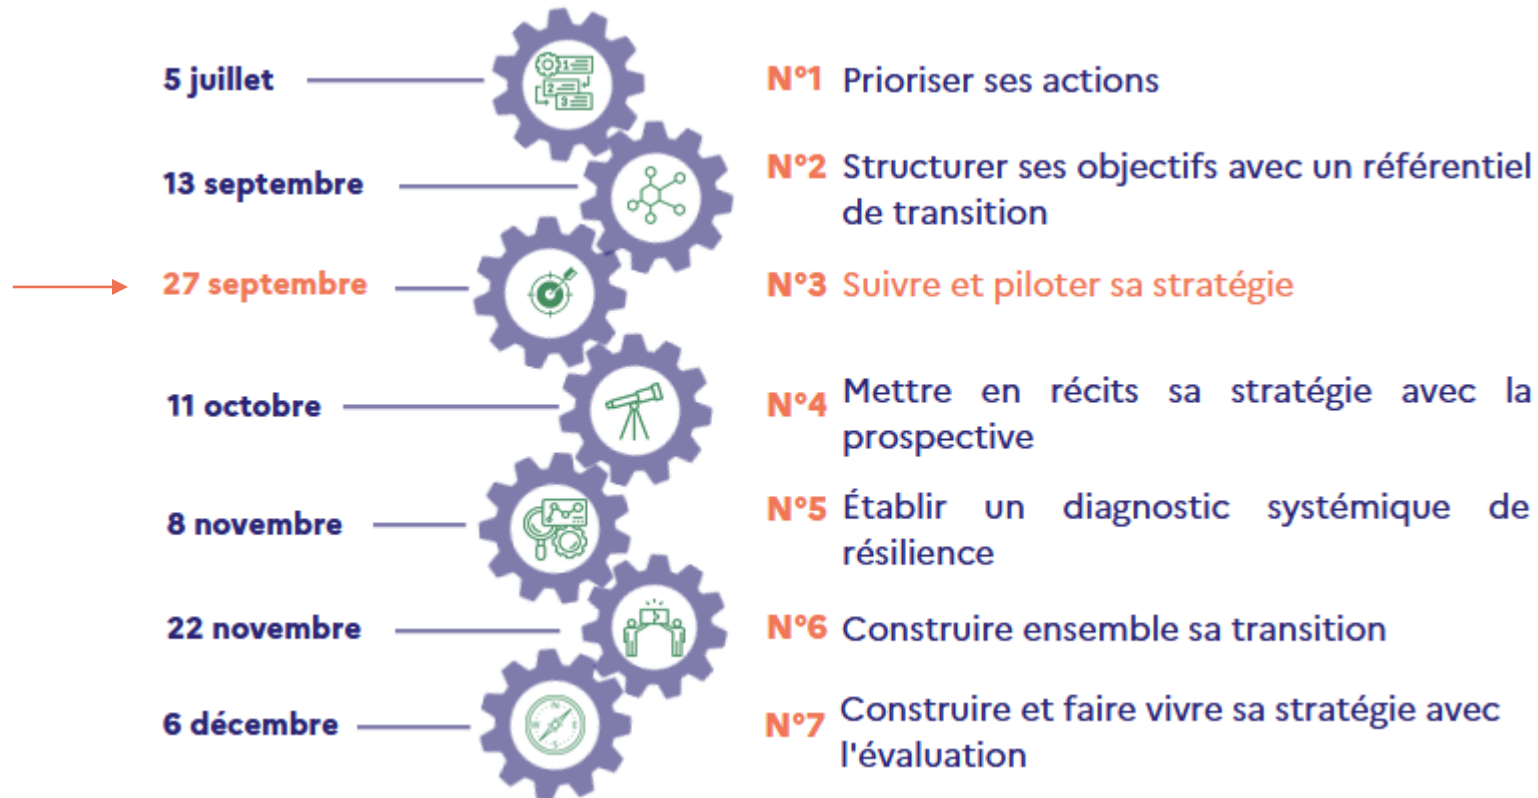 5 juillet
N°1 Prioriser ses actions
13 septembre
N°2 Structurer ses objectifs avec un référentiel
de transition
27 septembre
N°3 Suivre et piloter sa stratégie
11 octobre
N°4 Mettre en récits sa stratégie avec la
prospective
8 novembre
N°5 Établir un diagnostic systémique de
résilience
22 novembre
N°6 Construire ensemble sa transition
6 décembre
N°7 Construire et faire vivre sa stratégie avec
l'évaluation